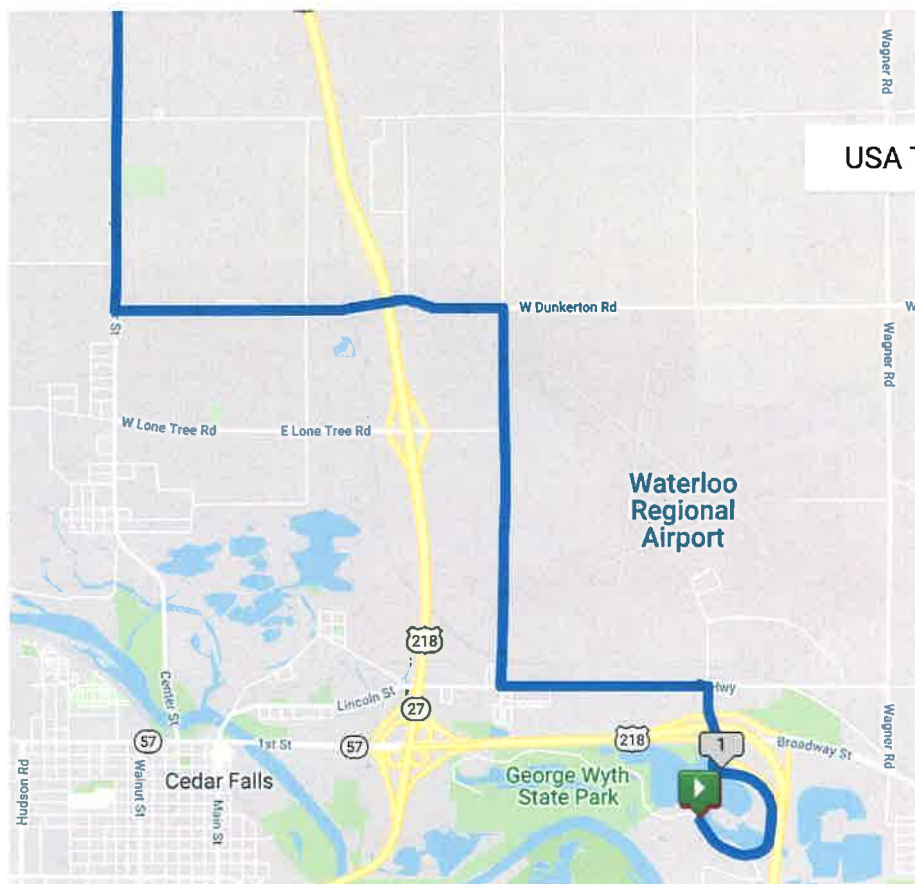 Wagner Rd
USA
W Dunkerton Rd
W
St
Wagner Rd
W Lone Tree Rd
E Lone Tree Rd
Waterloo
Regional
Airport
218
Hwy
Lincoln St
27
Center St
Wagner Rd
57
1st St
57
218
1
Broadway St
Cedar Falls
George Wyth
State Park
Hudson Rd
Walnut St
Main St